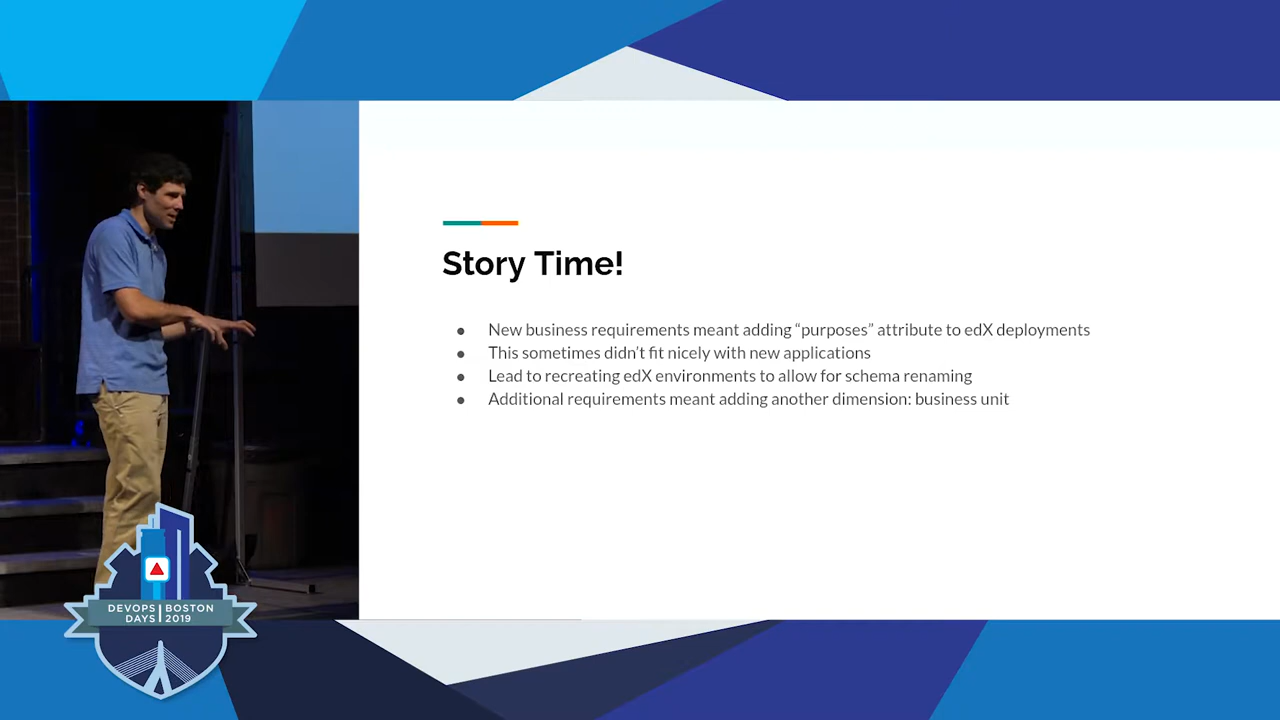 Story Time!
● New business requirements meant adding “purposes” attribute to edX deployments
● This sometimes didn’t fit nicely with new applications
● Lead to recreating edX environments to allow for schema renaming
● Additional requirements meant adding another dimension: business unit
DEVOPS | BOSTON
DAYS | 2019